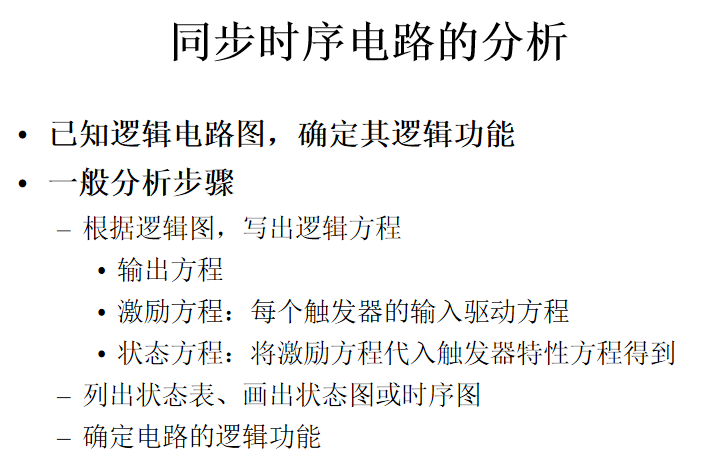 同步时序电路的分析
• 已知逻辑电路图，确定其逻辑功能
• 一般分析步骤
– 根据逻辑图，写出逻辑方程
• 输出方程
• 激励方程：每个触发器的输入驱动方程
• 状态方程：将激励方程代入触发器特性方程得到
– 列出状态表、画出状态图或时序图
– 确定电路的逻辑功能